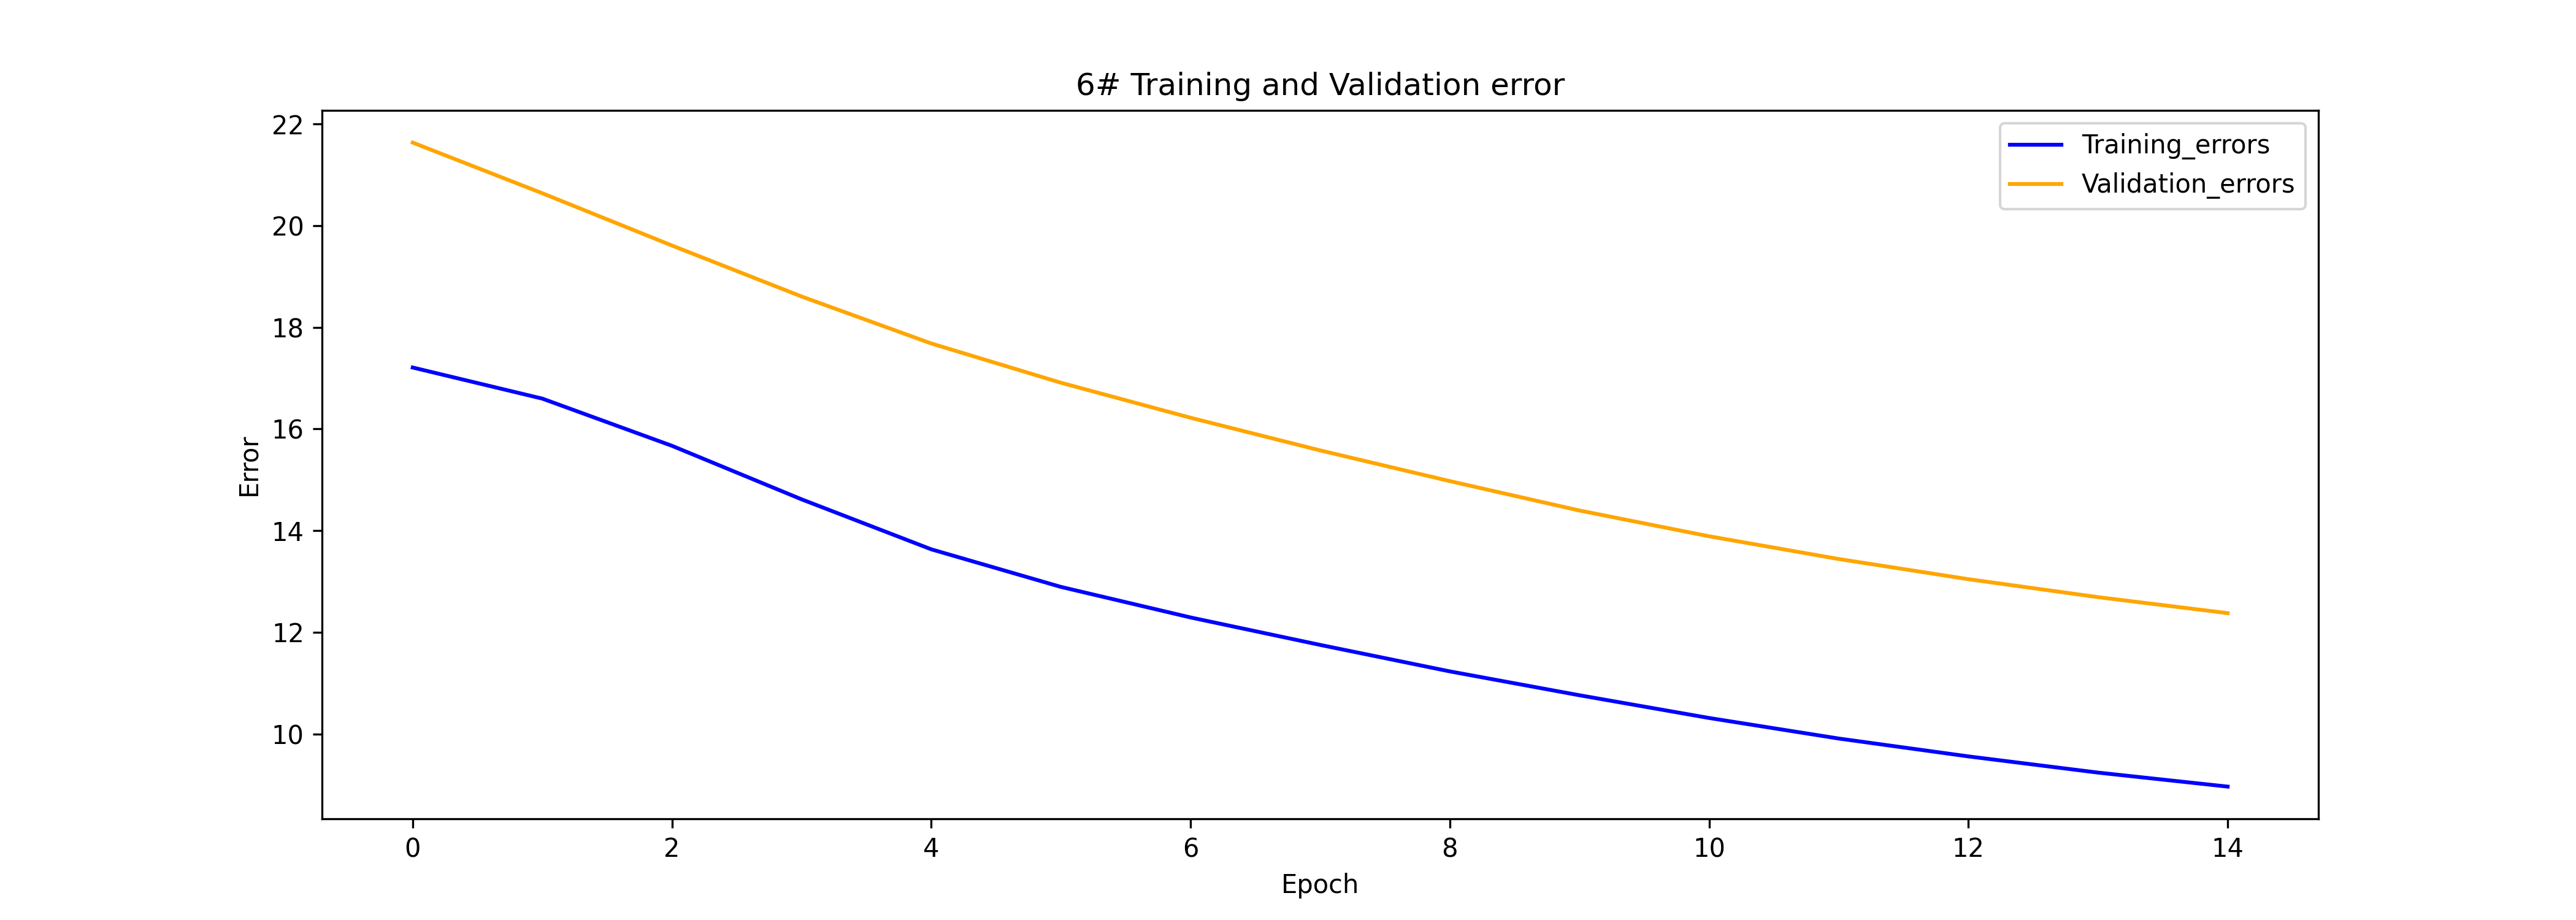 6# Training and Validation error
22
20
18
16
14
12
10
Error
Training_errors
Validation_errors
0 2 4 6 8 10 12 14
Epoch